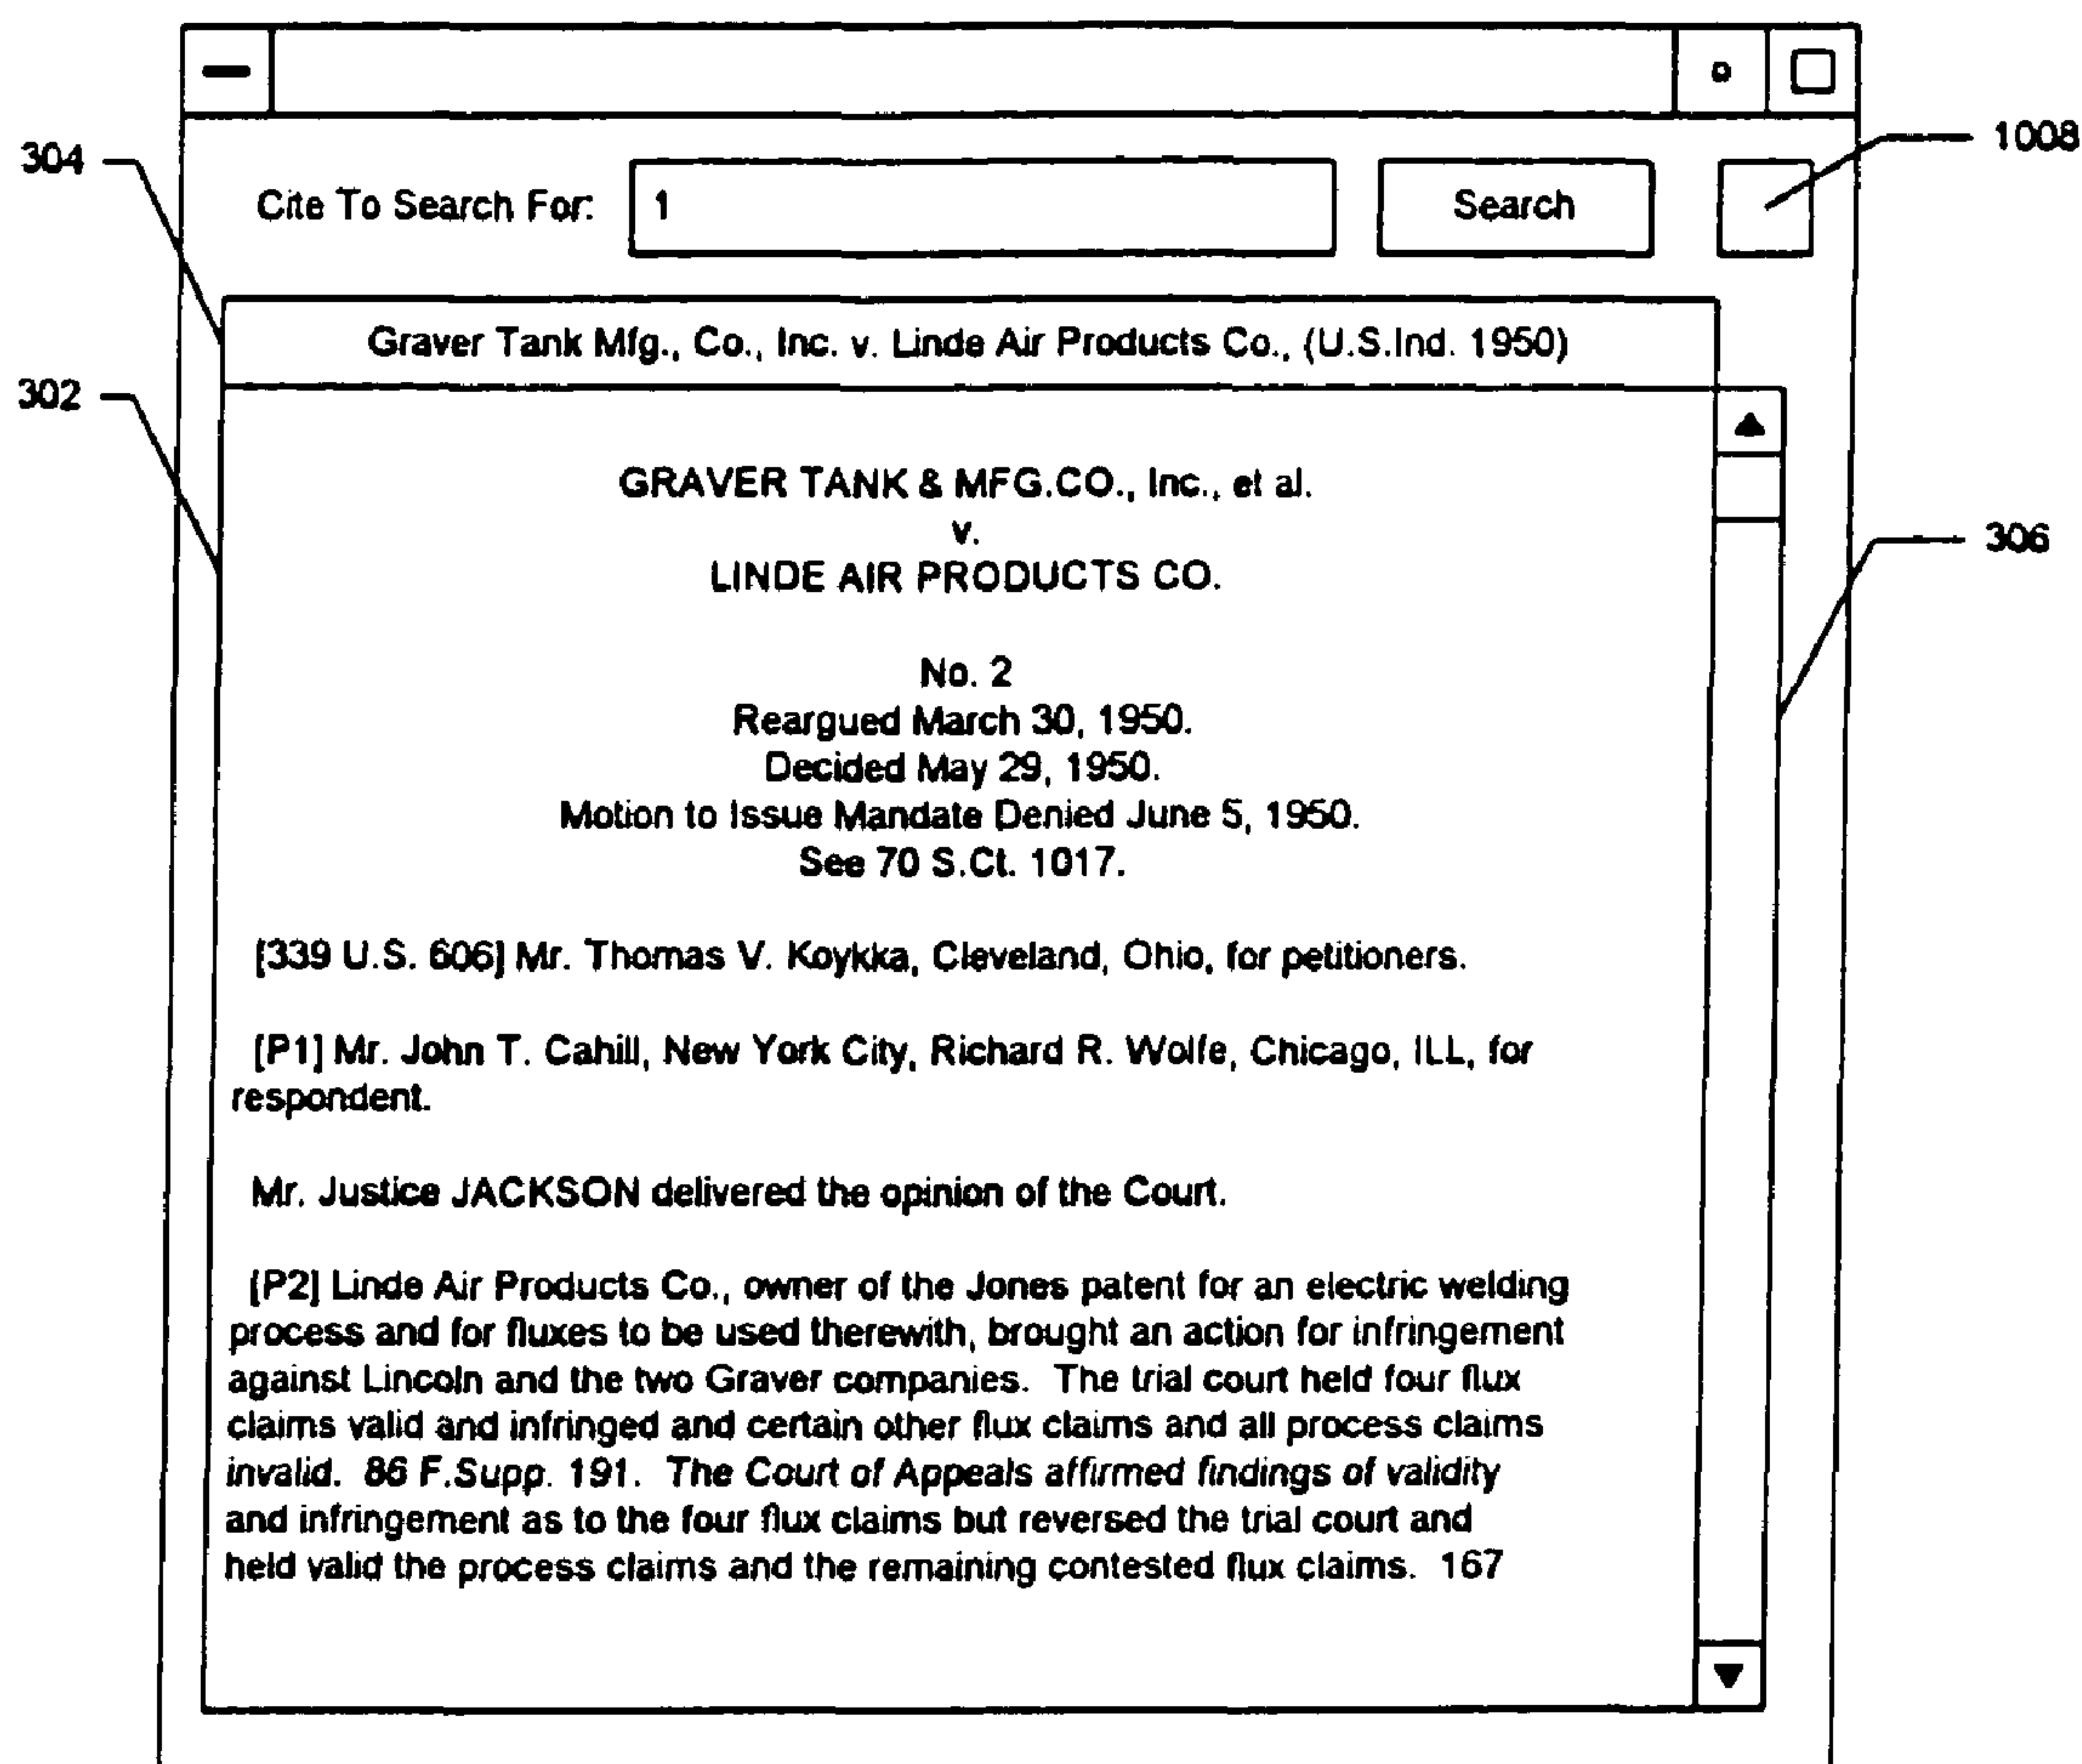 1008
304
Cite To Search For: 1 Search
Graver Tank Mfg., Co., Inc. v. Linde Air Products Co., (U.S.Ind. 1950)
302
GRAVER TANK & MFG.CO., Inc., et al.
v.
306
LINDE AIR PRODUCTS CO.
No. 2
Reargued March 30, 1950.
Decided May 29, 1950.
Motion to Issue Mandate Denied June 5, 1950.
See 70 S.Ct. 1017.
[339 U.S. 606] Mr. Thomas V. Koykka, Cleveland, Ohio, for petitioners.
[P1] Mr. John T. Cahill, New York City, Richard R. Wolfe, Chicago, ILL, for
respondent.
Mr. Justice JACKSON delivered the opinion of the Court.
[P2] Linde Air Products Co., owner of the Jones patent for an electric welding
process and for fluxes to be used therewith, brought an action for infringement
against Lincoln and the two Graver companies. The trial court held four flux
claims valid and infringed and certain other flux claims and all process claims
invalid. 86 F.Supp. 191. The Court of Appeals affirmed findings of validity
and infringement as to the four flux claims but reversed the trial court and
held valid the process claims and the remaining contested flux claims. 167